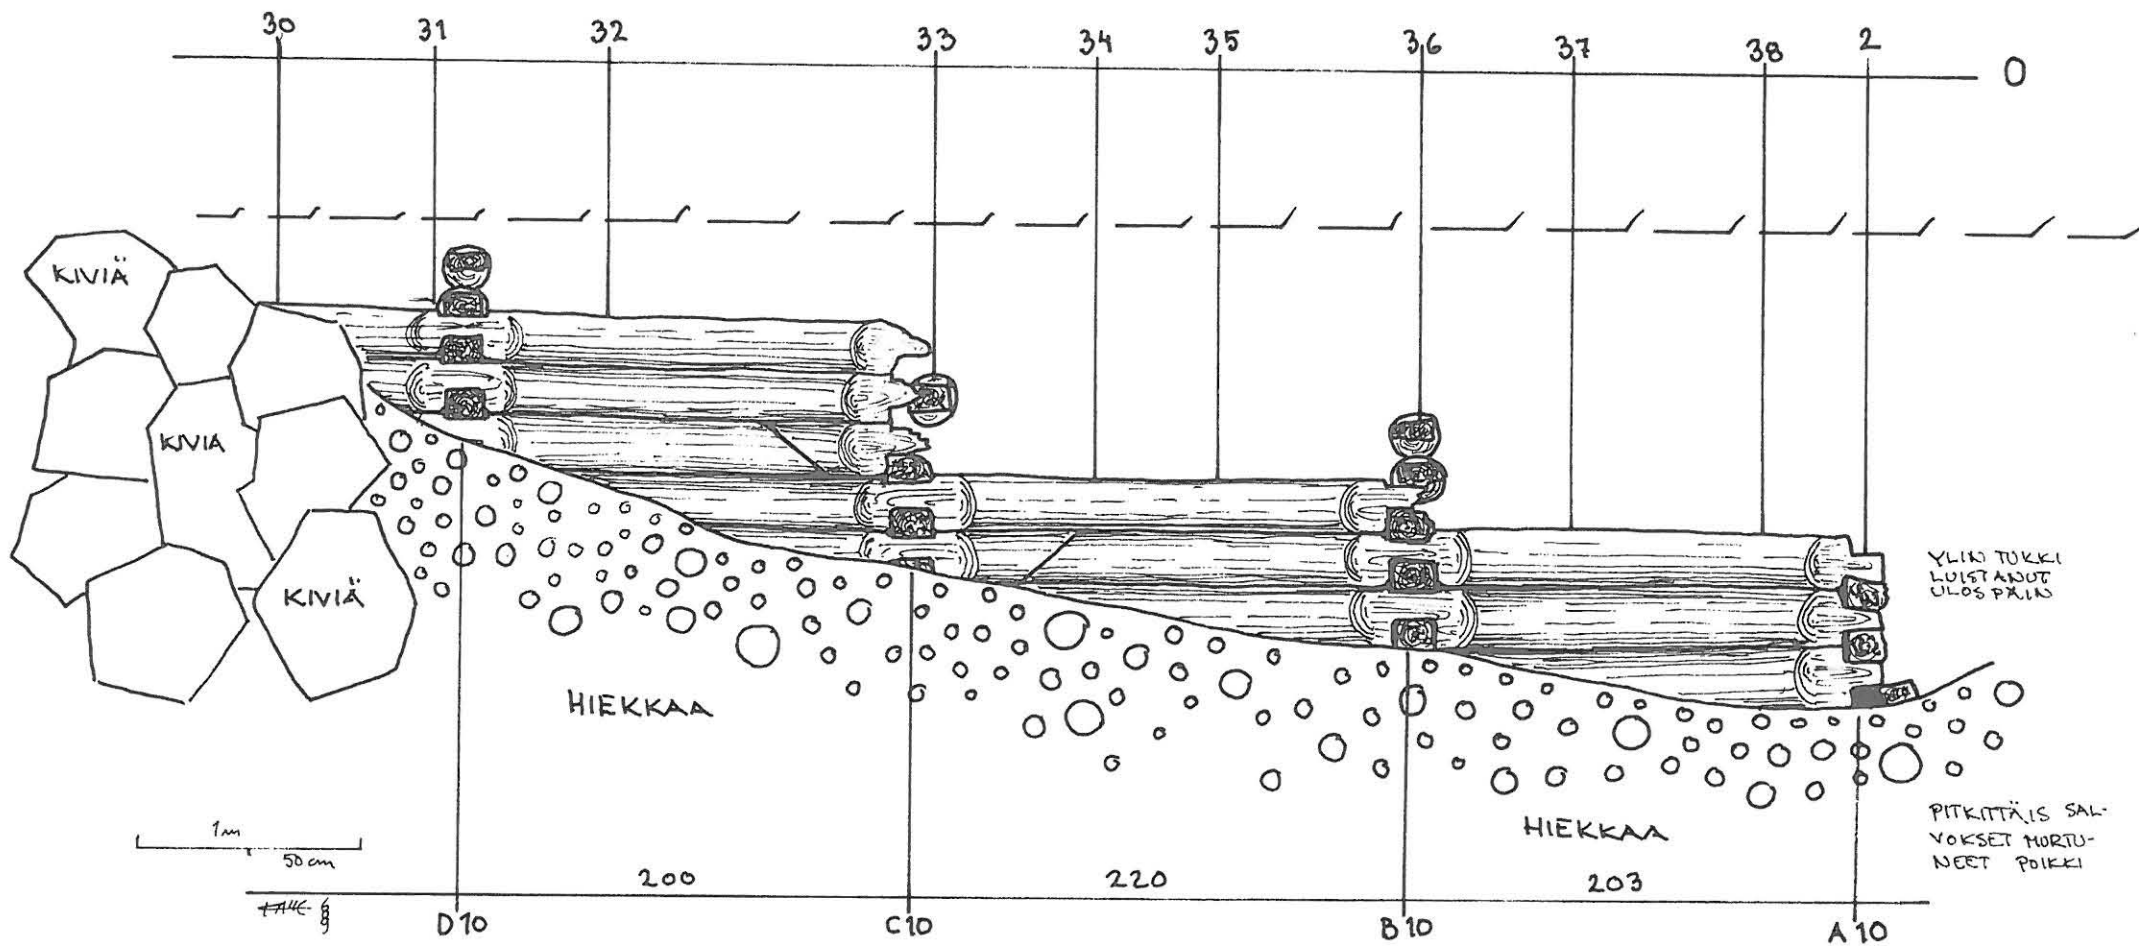 30 31 32 33 34 35 36 37 38 2
0
KIVIÄ
KIVIA
KIVIÄ
YLIN TUKKI
LUISTANUT
ULOSPÄIN
HIEKKAA
HIEKKAA
PITKITTÄIS SAL-
VOKSET MURTU-
NEET POIKKI
1m
50 cm
200 220 203
D10 C10 B10 A10